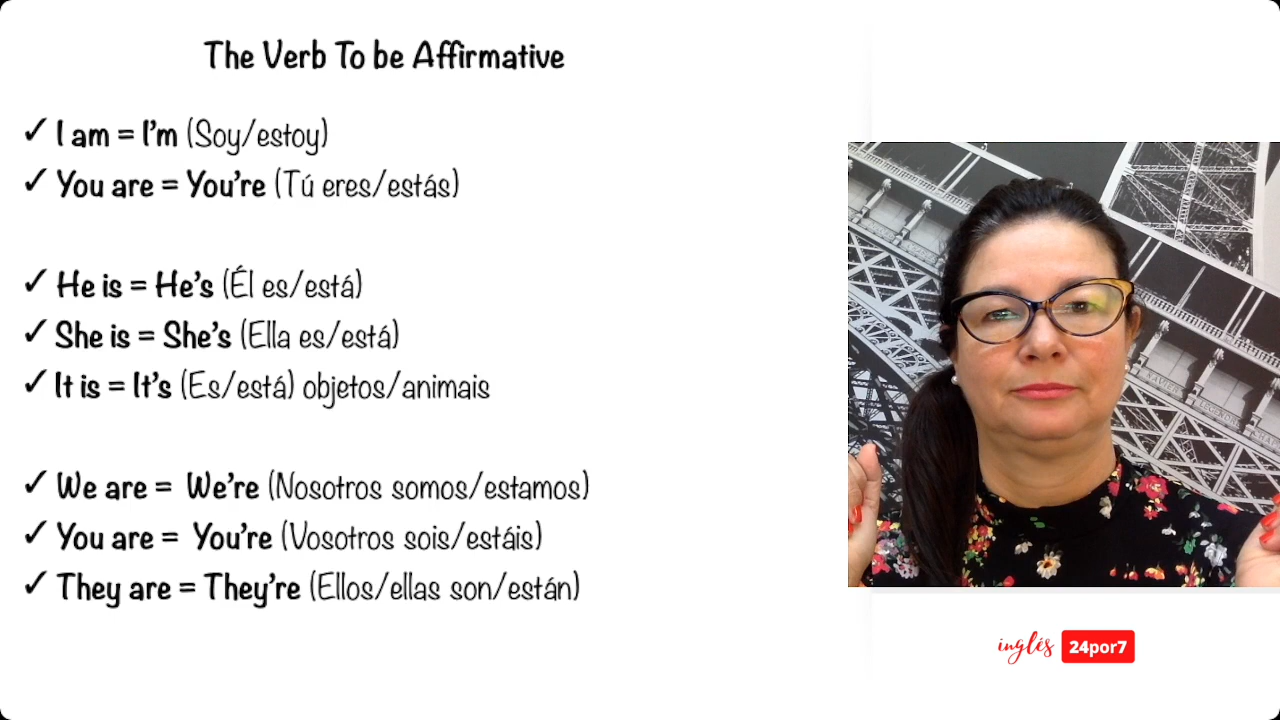 The Verb To be Affirmative
✓ I am = I'm (Soy/estoy)
✓ You are = You're (Tú eres/estás)
✓ He is = He's (Él es/está)
✓ She is = She's (Ella es/está)
✓ It is = It's (Es/está) objetos/animais
✓ We are = We're (Nosotros somos/estamos)
✓ You are = You're (Vosotros sois/estáis)
✓ They are = They're (Ellos/ellas son/están)
inglés 24por7